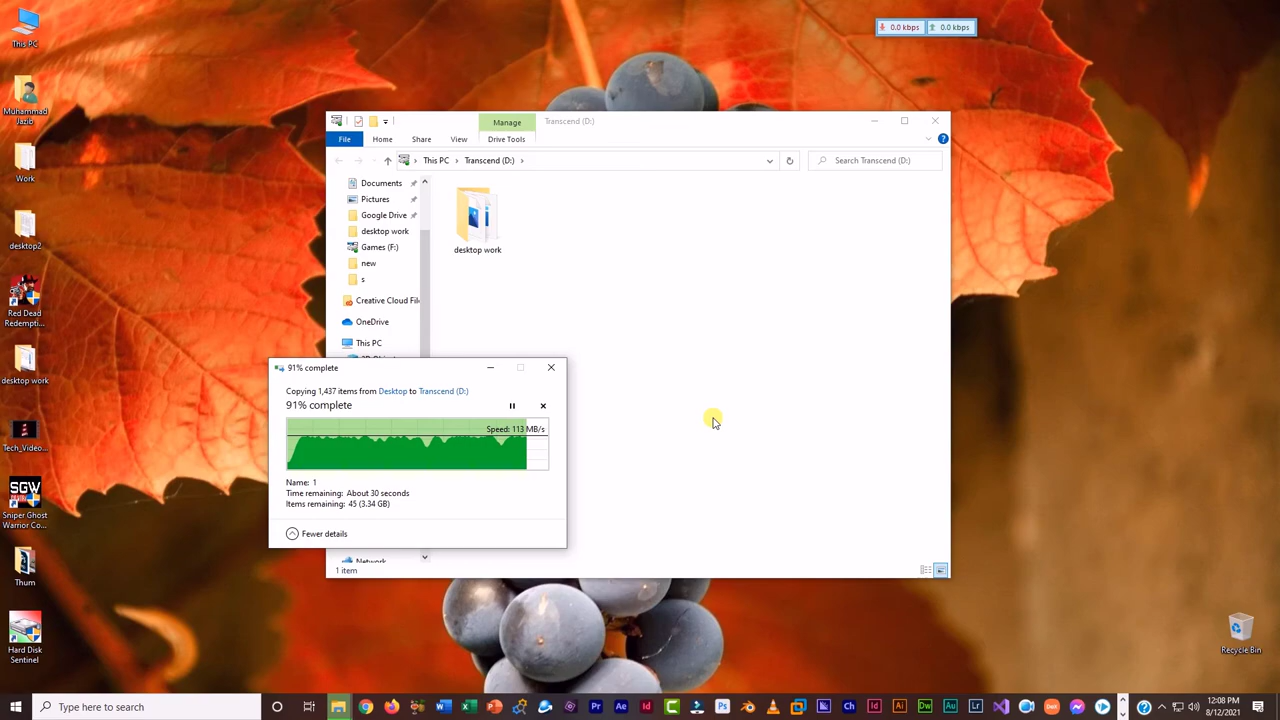 This PC
Muhammad
Jazib
Work
desktop2
Red Dead
Redempti...
desktop work
Tech_Video...
SGW
Sniper Ghost
Warrior Co...
Thum
Hard Disk
Sentinel
0.0 kbps
0.0 kbps
Manage
Transcend (D:)
File
Home
Share
View
Drive Tools
This PC
Transcend (D:)
Search Transcend (D:)
Documents
Pictures
Google Drive
desktop work
Games (F:)
new
s
Creative Cloud Fil
OneDrive
This PC
desktop work
91% complete
Copying 1,437 items from Desktop to Transcend (D:)
91% complete
Speed: 113 MB/s
Name: 1
Time remaining: About 30 seconds
Items remaining: 45 (3.34 GB)
Fewer details
Network
1 item
Recycle Bin
Type here to search
12:08 PM
8/12/2021